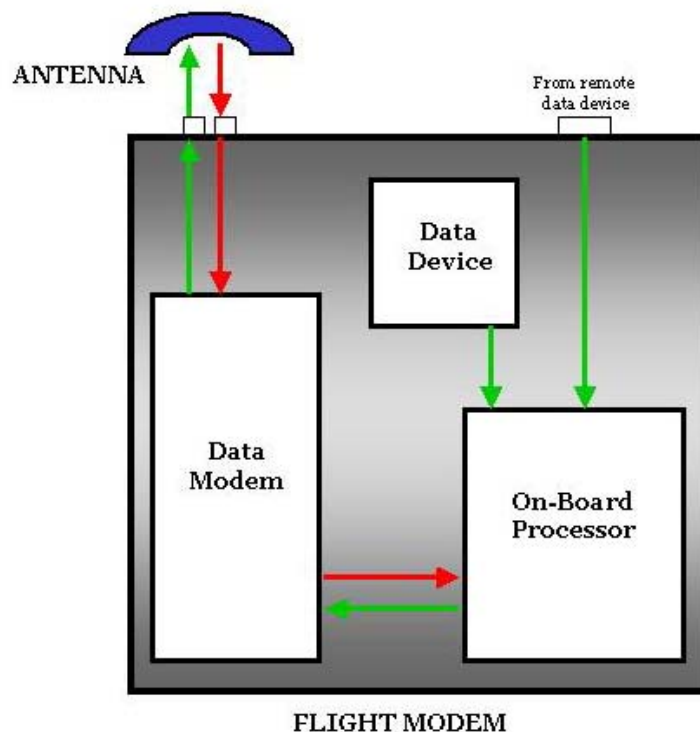 ANTENNA
From remote
data device
Data
Device
Data
Modem
On-Board
Processor
FLIGHT MODEM